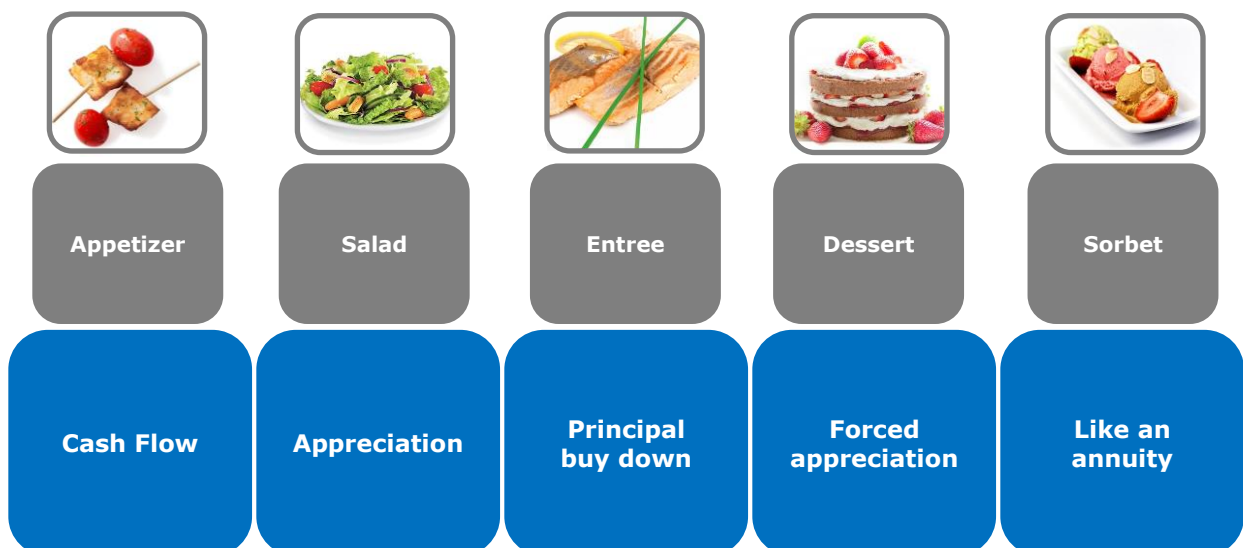 Appetizer
Salad
Entree
Dessert
Sorbet
Cash Flow
Appreciation
Principal
buy down
Forced
appreciation
Like an
annuity